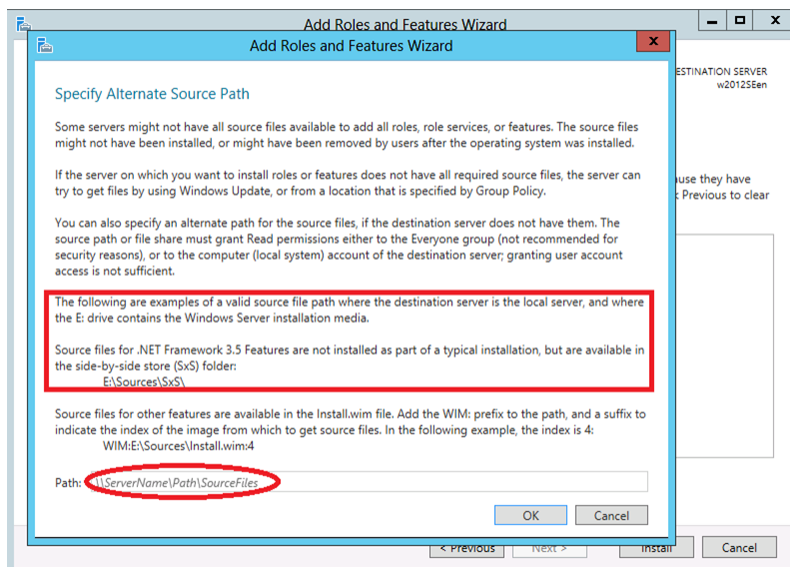 Add Roles and Features Wizard
Add Roles and Features Wizard
ESTINATION SERVER
w2012SEen
Specify Alternate Source Path
Some servers might not have all source files available to add all roles, role services, or features. The source files
might not have been installed, or might have been removed by users after the operating system was installed.
If the server on which you want to install roles or features does not have all required source files, the server can
try to get files by using Windows Update, or from a location that is specified by Group Policy.
they have
Previous to clear
You can also specify an alternate path for the source files, if the destination server does not have them. The
source path or file share must grant Read permissions either to the Everyone group (not recommended for
security reasons), or to the computer (local system) account of the destination server; granting user account
access is not sufficient.
The following are examples of a valid source file path where the destination server is the local server, and where
the E: drive contains the Windows Server installation media.
Source files for .NET Framework 3.5 Features are not installed as part of a typical installation, but are available in
the side-by-side store (SxS) folder:
E:\Sources\SxS\
Source files for other features are available in the Install.wim file. Add the WIM: prefix to the path, and a suffix to
indicate the index of the image from which to get source files. In the following example, the index is 4:
WIM:E:\Sources\Install.wim:4
Path: \\ServerName\Path\SourceFiles
OK Cancel
< Previous Next > Install Cancel